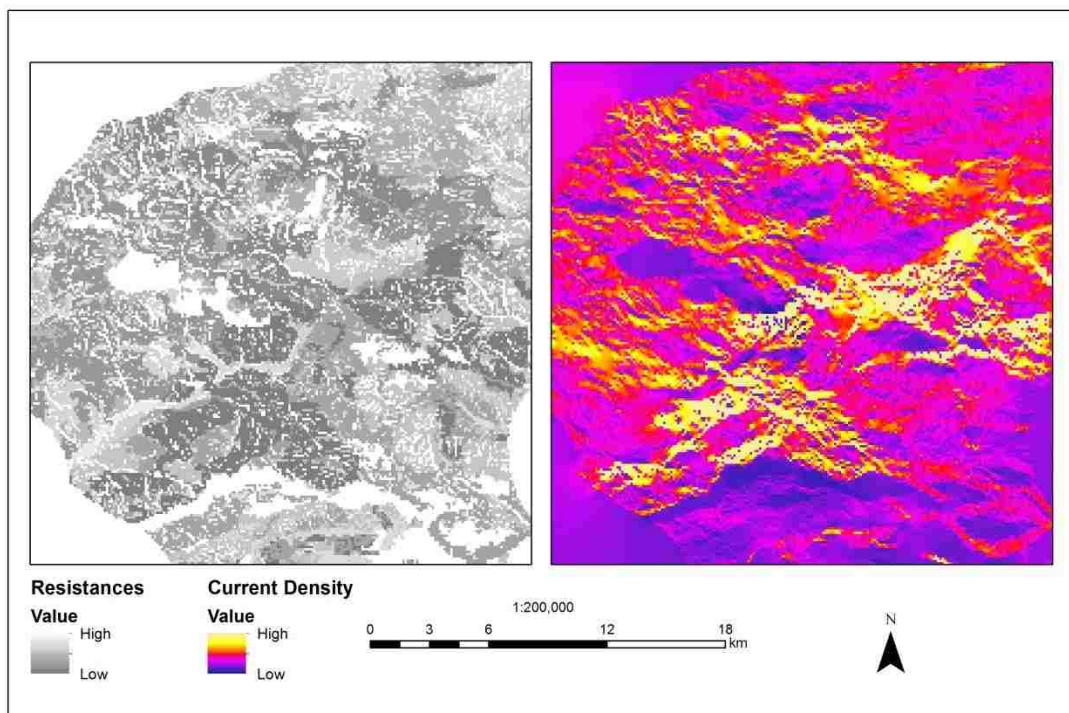 Resistances
Value
High
Low
Current Density
Value
High
Low
1:200,000
0 3 6 12 18
km
N